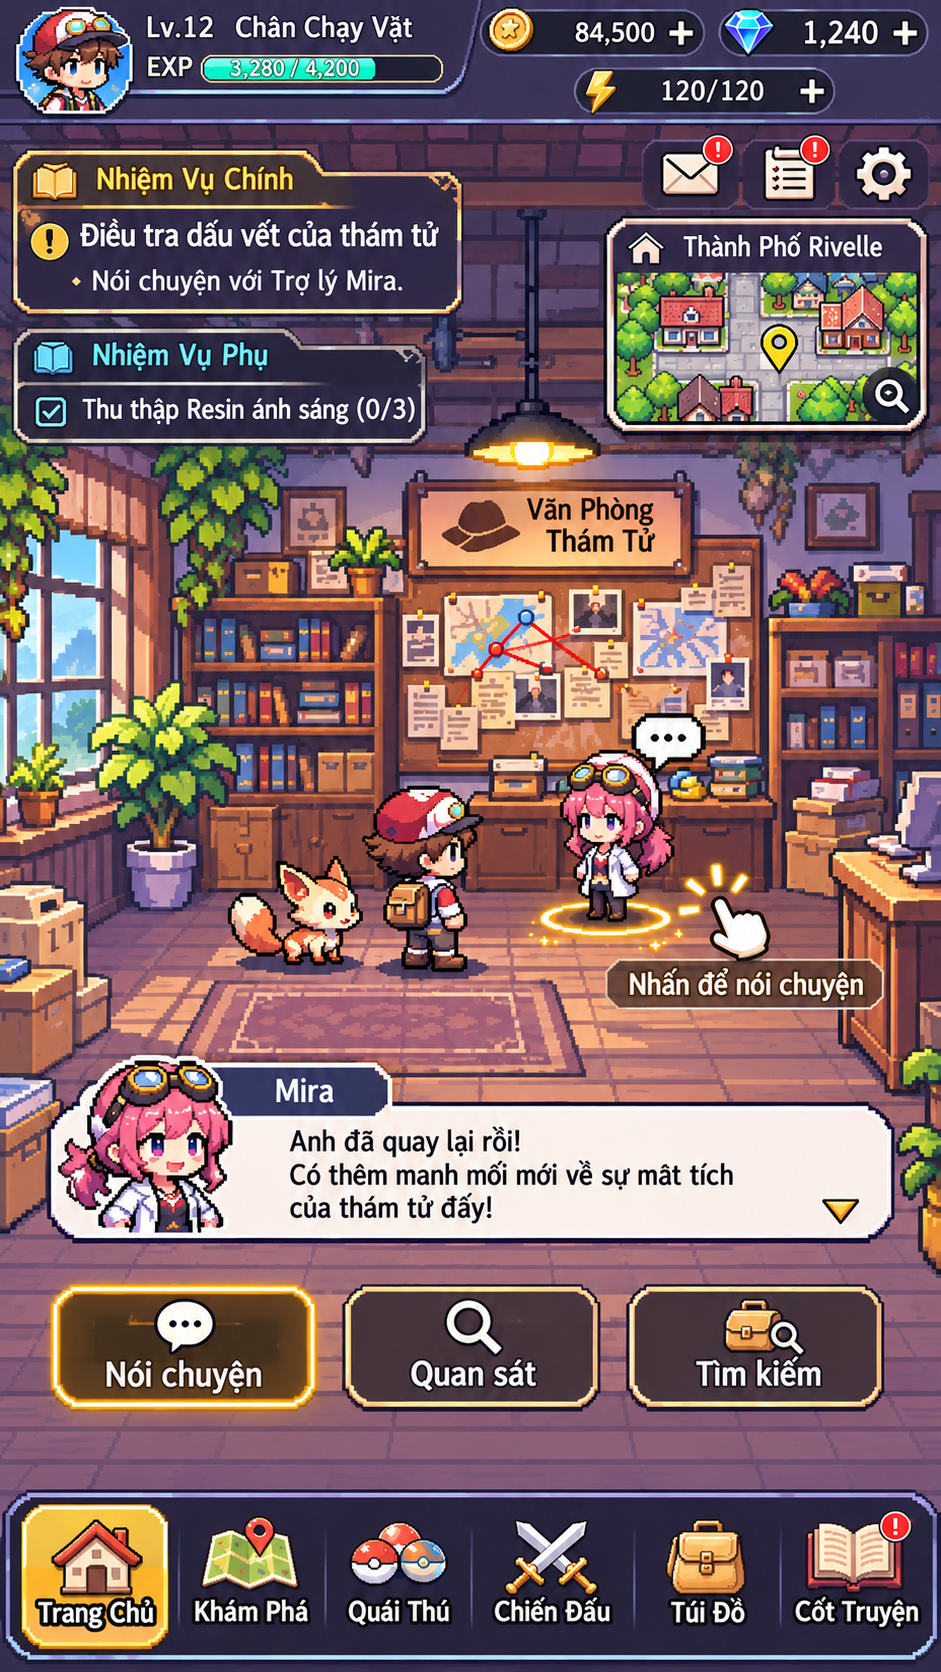 Lv.12 Chân Chạy Vặt
EXP 3,280 / 4,200
84,500 +
1,240 +
120/120 +
Nhiệm Vụ Chính
Điều tra dấu vết của thám tử
Nói chuyện với Trợ lý Mira.
Nhiệm Vụ Phụ
Thu thập Resin ánh sáng (0/3)
Thành Phố Rivelle
Văn Phòng
Thám Tử
Nhấn để nói chuyện
Mira
Anh đã quay lại rồi!
Có thêm manh mối mới về sự mât tích
của thám tử đấy!
Nói chuyện
Quan sát
Tìm kiếm
Trang Chủ
Khám Phá
Quái Thú
Chiến Đấu
Túi Đồ
Cốt Truyện